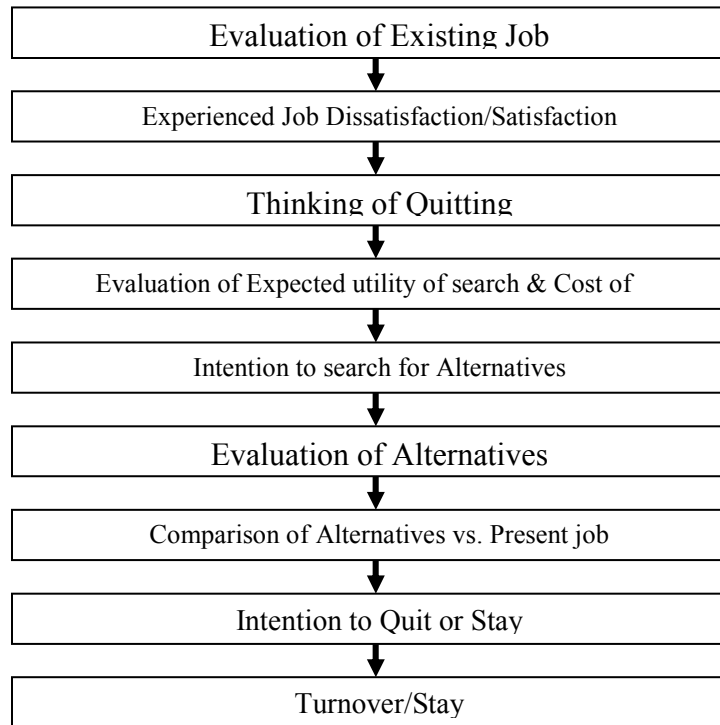 Evaluation of Existing Job
Experienced Job Dissatisfaction/Satisfaction
Thinking of Quitting
Evaluation of Expected utility of search & Cost of
Intention to search for Alternatives
Evaluation of Alternatives
Comparison of Alternatives vs. Present job
Intention to Quit or Stay
Turnover/Stay